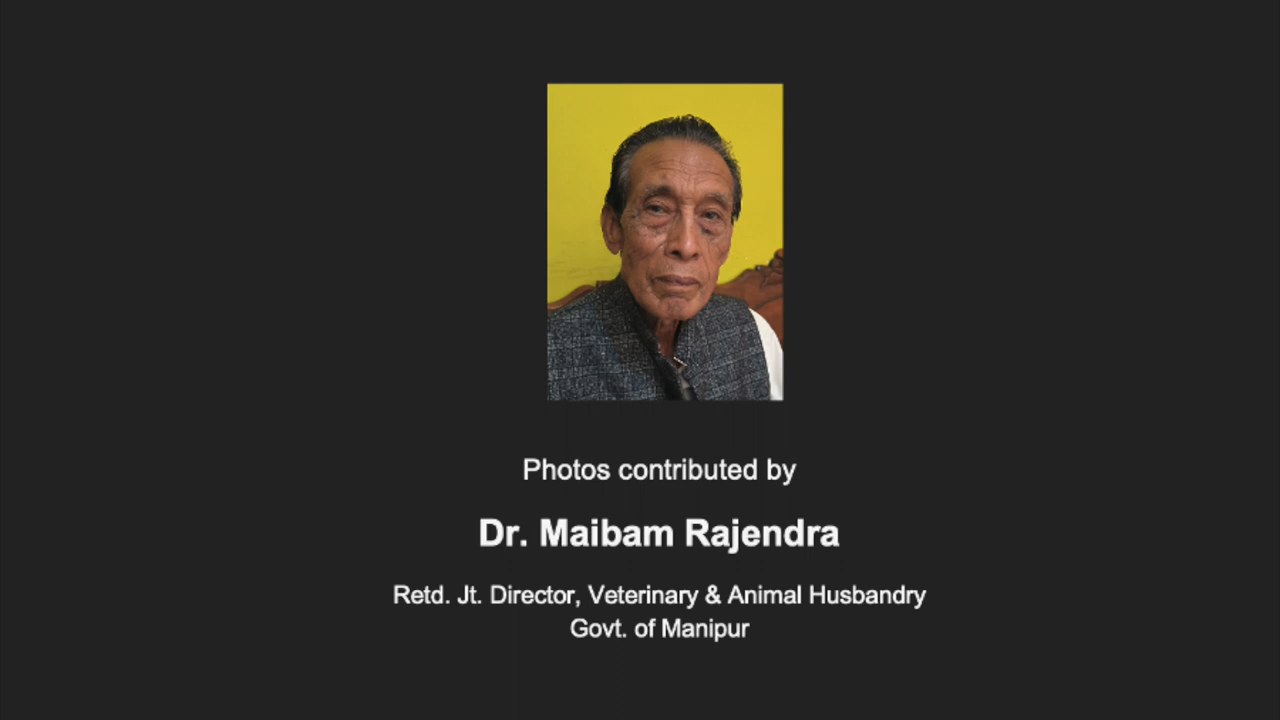 Photos contributed by
Dr. Maibam Rajendra
Retd. Jt. Director, Veterinary & Animal Husbandry
Govt. of Manipur